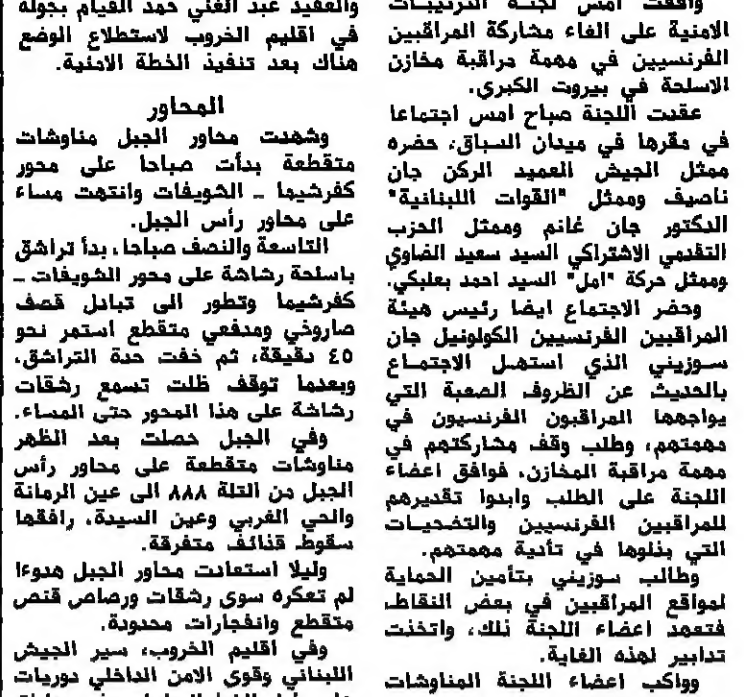 وافقت امس لجنة الترتيبات
الامنية على الغاء مشاركة المراقبين
الفرنسيين في مهمة مراقبة مخازن
الاسلحة في بيروت الكبرى.
عقدت اللجنة صباح امس اجتماعا
في مقرها في ميدان السباق، حضره
ممثل الجيش العميد الركن جان
ناصيف وممثل "القوات اللبنانية"
الدكتور جان غانم وممثل الحزب
التقدمي الاشتراكي السيد سعيد الضاوي
وممثل حركة "امل" السيد احمد بعلبكي.
وحضر الاجتماع ايضا رئيس هيئة
المراقبين الفرنسيين الكولونيل جان
سوزيني الذي استهل الاجتماع
بالحديث عن الظروف الصعبة التي
يواجهها المراقبون الفرنسيون في
مهمتهم، وطلب وقف مشاركتهم في
مهمة مراقبة المخازن، فوافق اعضاء
اللجنة على الطلب وابدوا تقديرهم
للمراقبين الفرنسيين والتضحيات
التي بذلوها في تأدية مهمتهم.
وطالب سوزيني بتأمين الحماية
لمواقع المراقبين في بعض النقاط،
فتعهد اعضاء اللجنة ذلك، واتخذت
تدابير لهذه الغاية.
وواكب اعضاء اللجنة المناوشات
والعقيد عبد الغني حمد القيام بجولة
في اقليم الخروب لاستطلاع الوضع
هناك بعد تنفيذ الخطة الامنية.
المحاور
وشهدت محاور الجبل مناوشات
متقطعة بدأت صباحا على محور
كفرشيما ـ الشويفات وانتهت مساء
على محاور رأس الجبل.
التاسعة والنصف صباحا، بدأ تراشق
باسلحة رشاشة على محور الشويفات ـ
كفرشيما وتطور الى تبادل قصف
صاروخي ومدفعي متقطع استمر نحو
٤٥ دقيقة، ثم خفت حدة التراشق،
وبعدما توقف ظلت تسمع رشقات
رشاشة على هذا المحور حتى المساء.
وفي الجبل حصلت بعد الظهر
مناوشات متقطعة على محاور رأس
الجبل من التلة ٨٨٨ الى عين الرمانة
والحي الغربي وعين السيدة، رافقها
سقوط قذائف متفرقة.
وليلا استعادت محاور الجبل هدوءا
لم تعكره سوى رشقات ورصاص قنص
متقطع وانفجارات محدودة.
وفي اقليم الخروب، سير الجيش
اللبناني وقوى الامن الداخلي دوريات